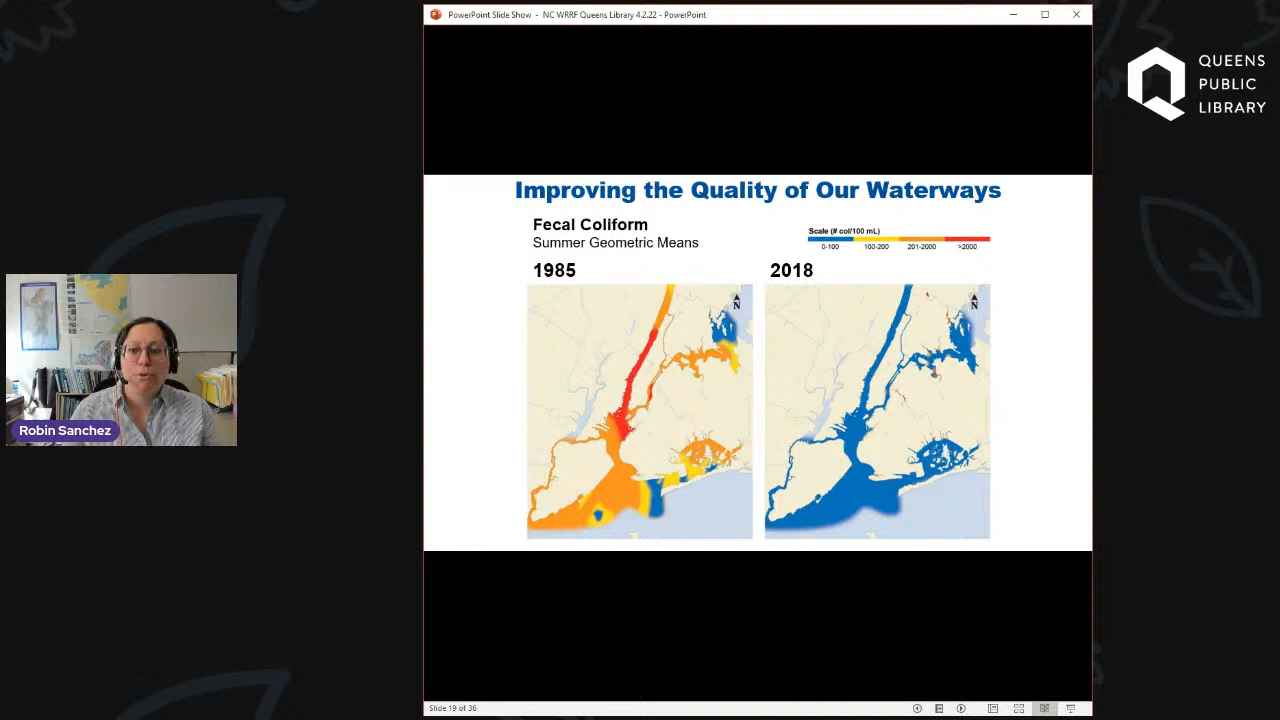 PowerPoint Slide Show - NC WRRF Queens Library 4.2.22 - PowerPoint
QUEENS
PUBLIC
LIBRARY
Improving the Quality of Our Waterways
Fecal Coliform
Summer Geometric Means
Scale (# col/100 mL)
0-100 100-200 201-2000 >2000
1985 2018
N N
Robin Sanchez
Slide 19 of 36